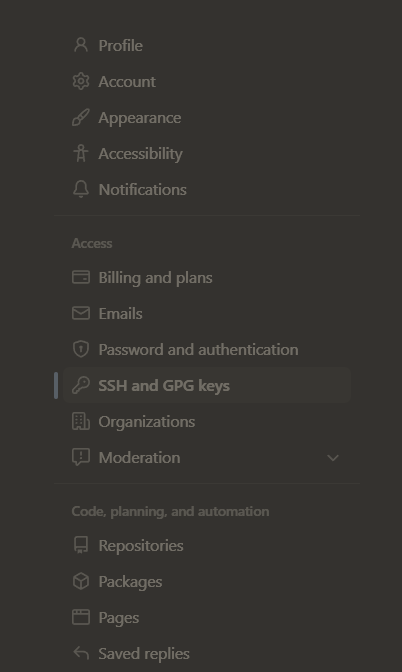 Profile
Account
Appearance
Accessibility
Notifications
Access
Billing and plans
Emails
Password and authentication
SSH and GPG keys
Organizations
Moderation
Code, planning, and automation
Repositories
Packages
Pages
Saved replies